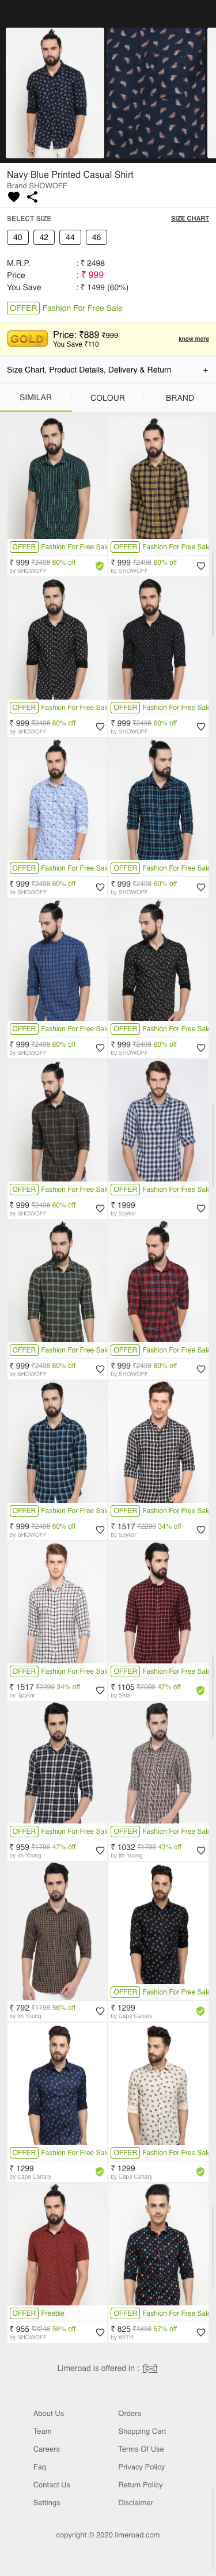 Navy Blue Printed Casual Shirt
Brand SHOWOFF
SELECT SIZE SIZE CHART
40 42 44 46
M.R.P. : ₹ 2498
Price : ₹ 999
You Save : ₹ 1499 (60%)
OFFER Fashion For Free Sale
GOLD Price: ₹889 ₹999 know more
You Save ₹110
Size Chart, Product Details, Delivery & Return +
SIMILAR COLOUR BRAND
OFFER Fashion For Free Sale OFFER Fashion For Free Sale
₹ 999 ₹2498 60% off ₹ 999 ₹2498 60% off
by SHOWOFF by SHOWOFF
OFFER Fashion For Free Sale OFFER Fashion For Free Sale
₹ 999 ₹2498 60% off ₹ 999 ₹2498 60% off
by SHOWOFF by SHOWOFF
OFFER Fashion For Free Sale OFFER Fashion For Free Sale
₹ 999 ₹2498 60% off ₹ 999 ₹2498 60% off
by SHOWOFF by SHOWOFF
OFFER Fashion For Free Sale OFFER Fashion For Free Sale
₹ 999 ₹2498 60% off ₹ 999 ₹2498 60% off
by SHOWOFF by SHOWOFF
OFFER Fashion For Free Sale OFFER Fashion For Free Sale
₹ 999 ₹2498 60% off ₹ 1999
by SHOWOFF by Spykar
OFFER Fashion For Free Sale OFFER Fashion For Free Sale
₹ 999 ₹2498 60% off ₹ 999 ₹2498 60% off
by SHOWOFF by SHOWOFF
OFFER Fashion For Free Sale OFFER Fashion For Free Sale
₹ 999 ₹2498 60% off ₹ 1517 ₹2299 34% off
by SHOWOFF by Spykar
OFFER Fashion For Free Sale OFFER Fashion For Free Sale
₹ 1517 ₹2299 34% off ₹ 1105 ₹2099 47% off
by Spykar by Seta
OFFER Fashion For Free Sale OFFER Fashion For Free Sale
₹ 959 ₹1799 47% off ₹ 1032 ₹1799 43% off
by Im Young by Im Young
OFFER Fashion For Free Sale
₹ 792 ₹1799 56% off ₹ 1299
by Im Young by Cape Canary
OFFER Fashion For Free Sale OFFER Fashion For Free Sale
₹ 1299 ₹ 1299
by Cape Canary by Cape Canary
OFFER Freebie OFFER Fashion For Free Sale
₹ 955 ₹2248 58% off ₹ 825 ₹1898 57% off
by SHOWOFF by WITH
Limeroad is offered in : हिन्दी
About Us Orders
Team Shopping Cart
Careers Terms Of Use
Faq Privacy Policy
Contact Us Return Policy
Settings Disclaimer
copyright © 2020 limeroad.com